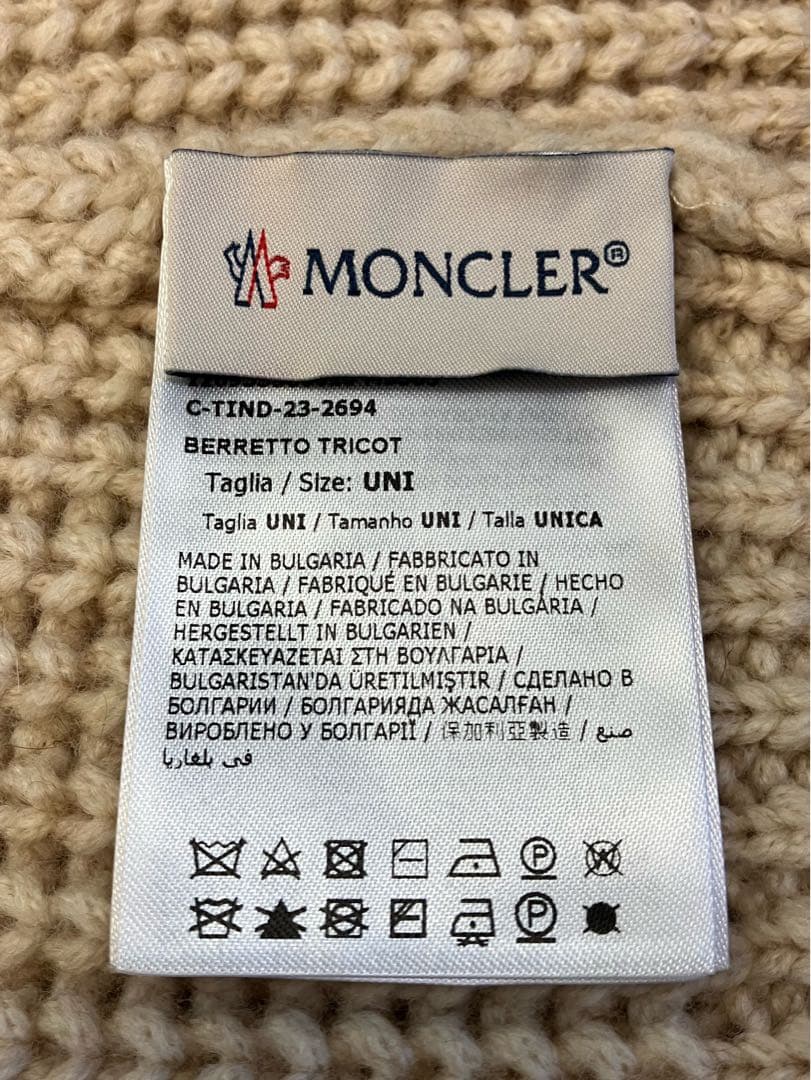 MONCLER®
C-TIND-23-2694
BERRETTO TRICOT
Taglia / Size: UNI
Taglia UNI / Tamanho UNI / Talla UNICA
MADE IN BULGARIA / FABBRICATO IN
BULGARIA / FABRIQUÉ EN BULGARIE / HECHO
EN BULGARIA / FABRICADO NA BULGÁRIA /
HERGESTELLT IN BULGARIEN /
ΚΑΤΑΣΚΕΥΑΖΕΤΑΙ ΣΤΗ ΒΟΥΛΓΑΡΙΑ /
BULGARISTAN'DA ÜRETILMIŞTIR / СДЕЛАНО В
БОЛГАРИИ / БОЛГАРИЯДА ЖАСАЛҒАН /
ВИРОБЛЕНО У БОЛГАРІЇ / 保加利亞製造 / صنع
في بلغاريا
P
W
P